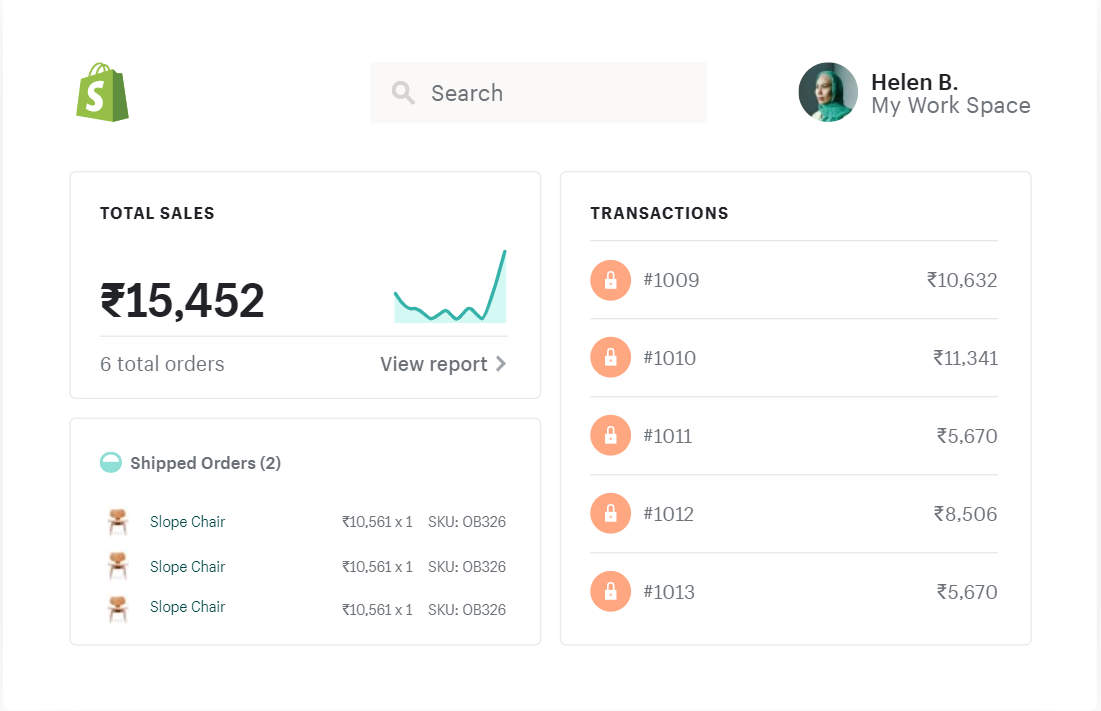 S
Search
Helen B.
My Work Space
TOTAL SALES
₹15,452
6 total orders
View report
Shipped Orders (2)
Slope Chair ₹10,561 x 1 SKU: OB326
Slope Chair ₹10,561 x 1 SKU: OB326
Slope Chair ₹10,561 x 1 SKU: OB326
TRANSACTIONS
#1009 ₹10,632
#1010 ₹11,341
#1011 ₹5,670
#1012 ₹8,506
#1013 ₹5,670